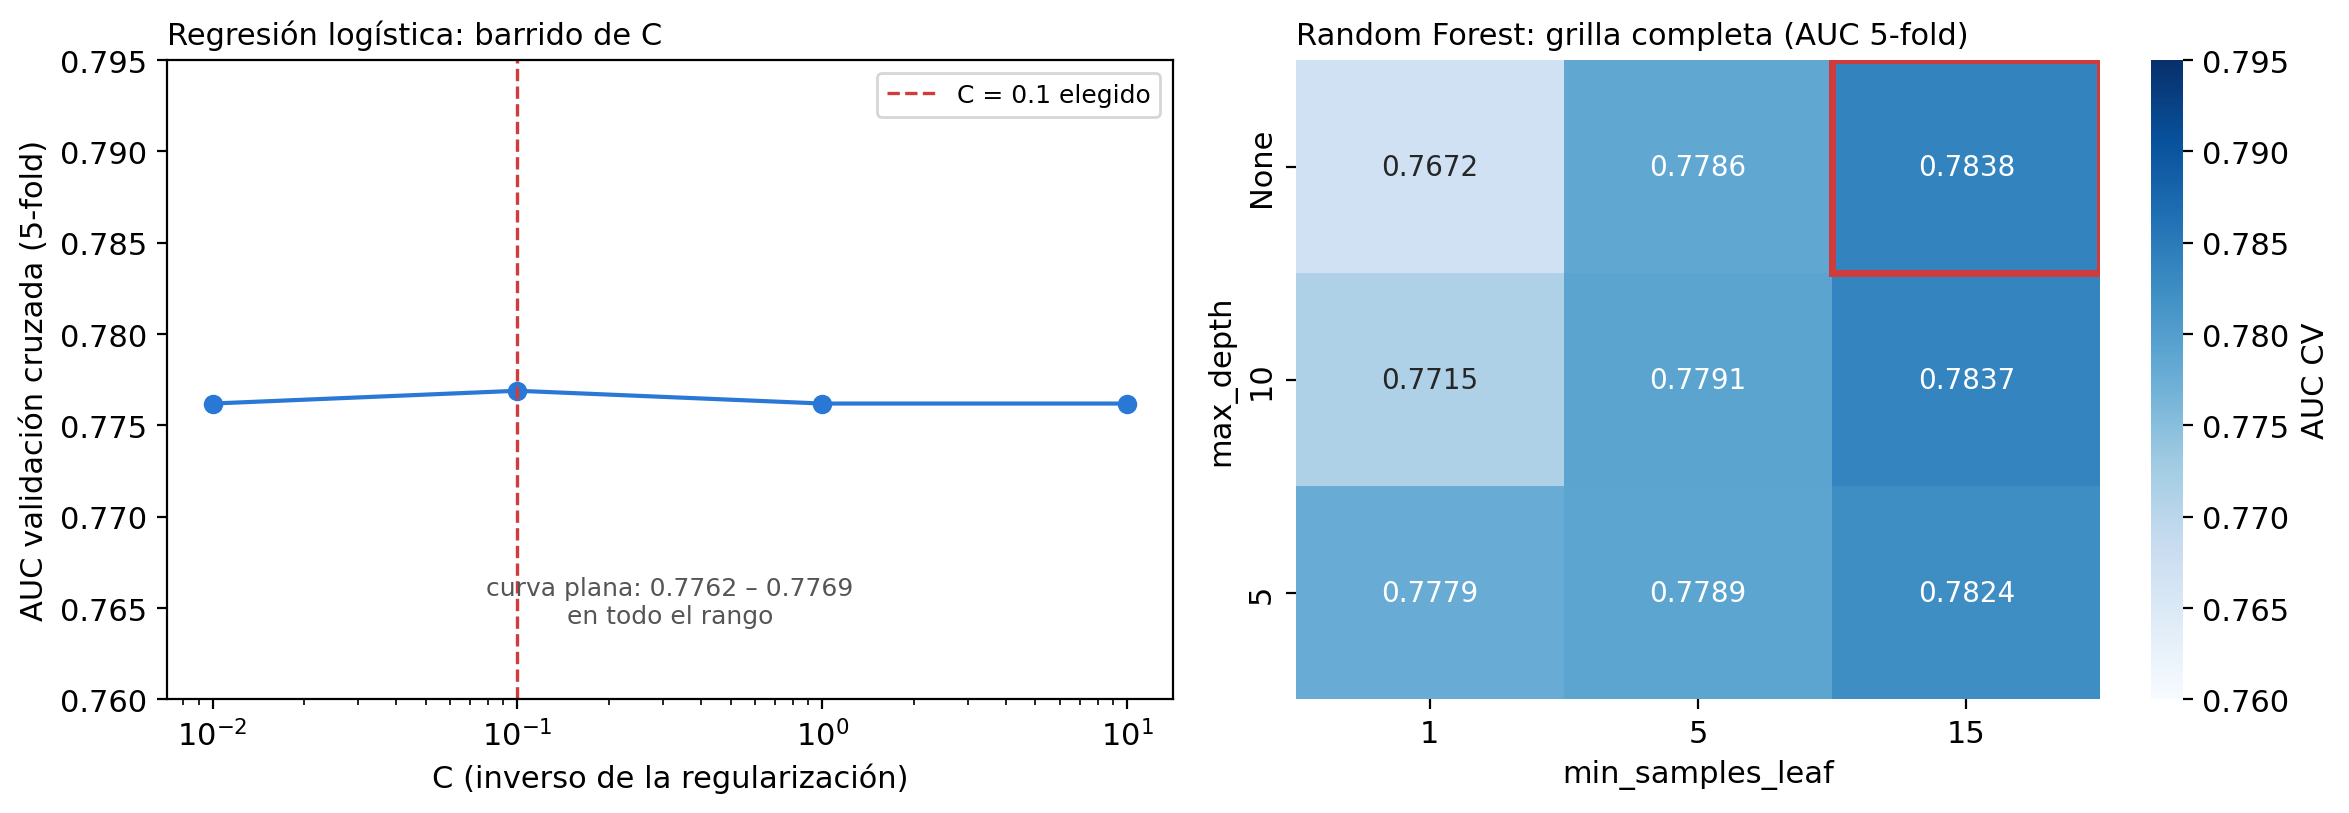 Regresión logística: barrido de C
0.795
0.790
0.785
0.780
0.775
0.770
0.765
0.760
AUC validación cruzada (5-fold)
C = 0.1 elegido
curva plana: 0.7762 – 0.7769
en todo el rango
10⁻² 10⁻¹ 10⁰ 10¹
C (inverso de la regularización)
Random Forest: grilla completa (AUC 5-fold)
max_depth
None 0.7672 0.7786 0.7838
10 0.7715 0.7791 0.7837
5 0.7779 0.7789 0.7824
1 5 15
min_samples_leaf
0.795
0.790
0.785
0.780
0.775
0.770
0.765
0.760
AUC CV